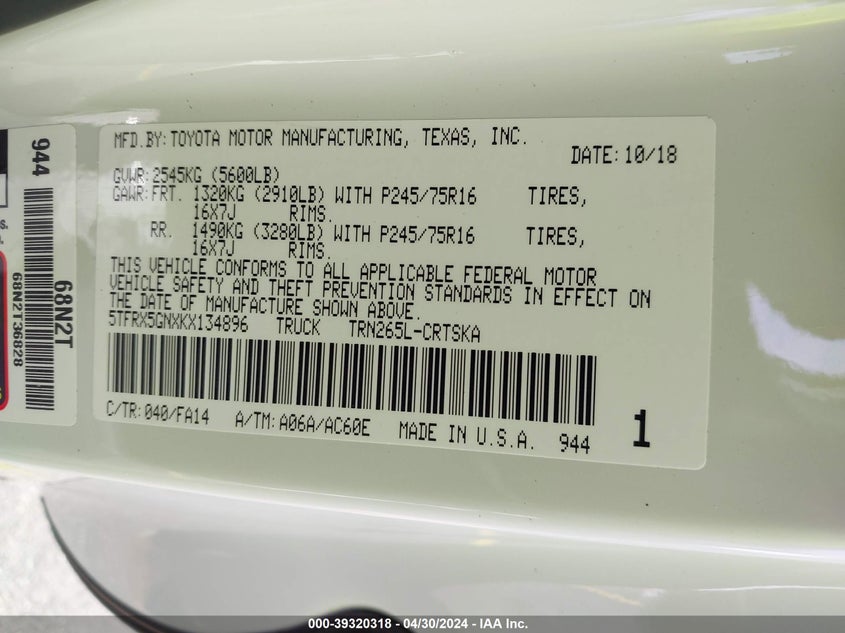 MFD.BY:TOYOTA MOTOR MANUFACTURING, TEXAS, INC.
DATE:10/18
GVWR:2545KG (5600LB)
GAWR:FRT. 1320KG (2910LB) WITH P245/75R16 TIRES,
16X7J RIMS.
RR. 1490KG (3280LB) WITH P245/75R16 TIRES,
16X7J RIMS.
THIS VEHICLE CONFORMS TO ALL APPLICABLE FEDERAL MOTOR
VEHICLE SAFETY AND THEFT PREVENTION STANDARDS IN EFFECT ON
THE DATE OF MANUFACTURE SHOWN ABOVE.
5TFRX5GNXKX134896 TRUCK TRN265L-CRTSKA
C/TR:040/FA14 A/TM:A06A/AC60E MADE IN U.S.A. 944 1
944
68N2T
68N2T36828
000-39320318 - 04/30/2024 - IAA Inc.